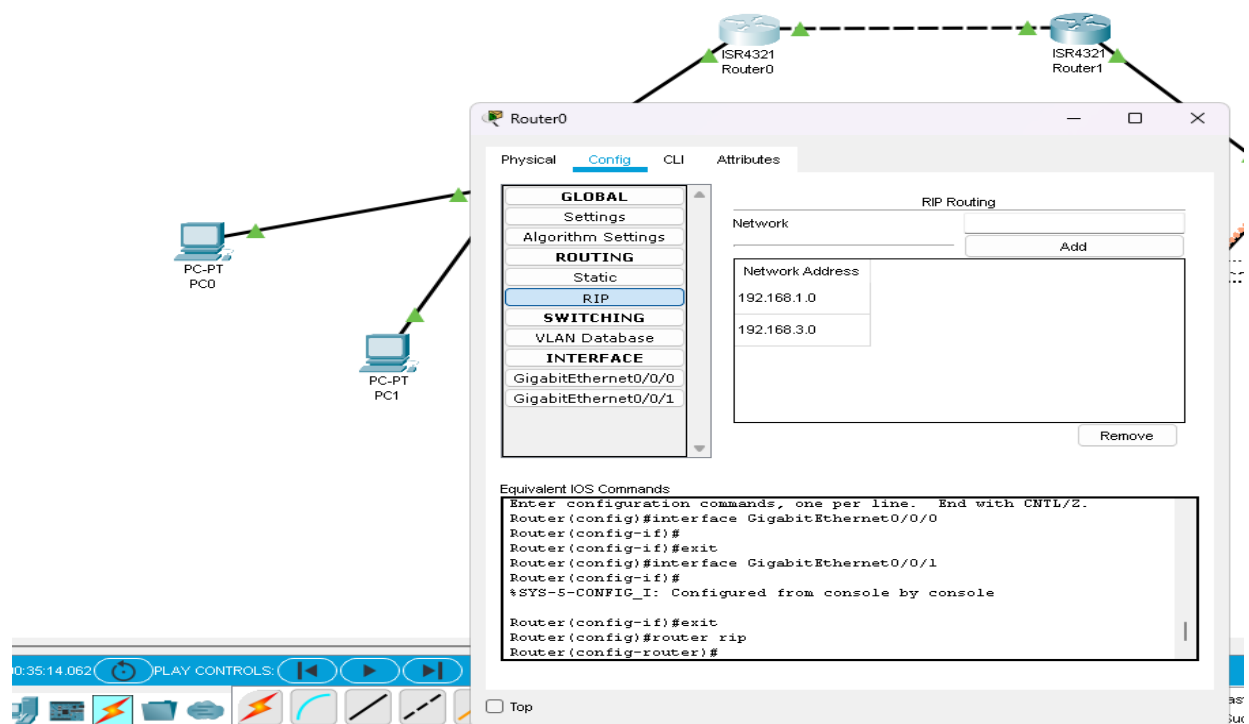 ISR4321
Router0
ISR4321
Router1
Router0
Physical Config CLI Attributes
GLOBAL
Settings
Algorithm Settings
ROUTING
Static
RIP
SWITCHING
VLAN Database
INTERFACE
GigabitEthernet0/0/0
GigabitEthernet0/0/1
RIP Routing
Network
Add
Network Address
192.168.1.0
192.168.3.0
Remove
PC-PT
PC0
PC-PT
PC1
Equivalent IOS Commands
Enter configuration commands, one per line. End with CNTL/Z.
Router(config)#interface GigabitEthernet0/0/0
Router(config-if)#
Router(config-if)#exit
Router(config)#interface GigabitEthernet0/0/1
Router(config-if)#
%SYS-5-CONFIG_I: Configured from console by console
Router(config-if)#exit
Router(config)#router rip
Router(config-router)#
0:35:14.062 PLAY CONTROLS:
Top